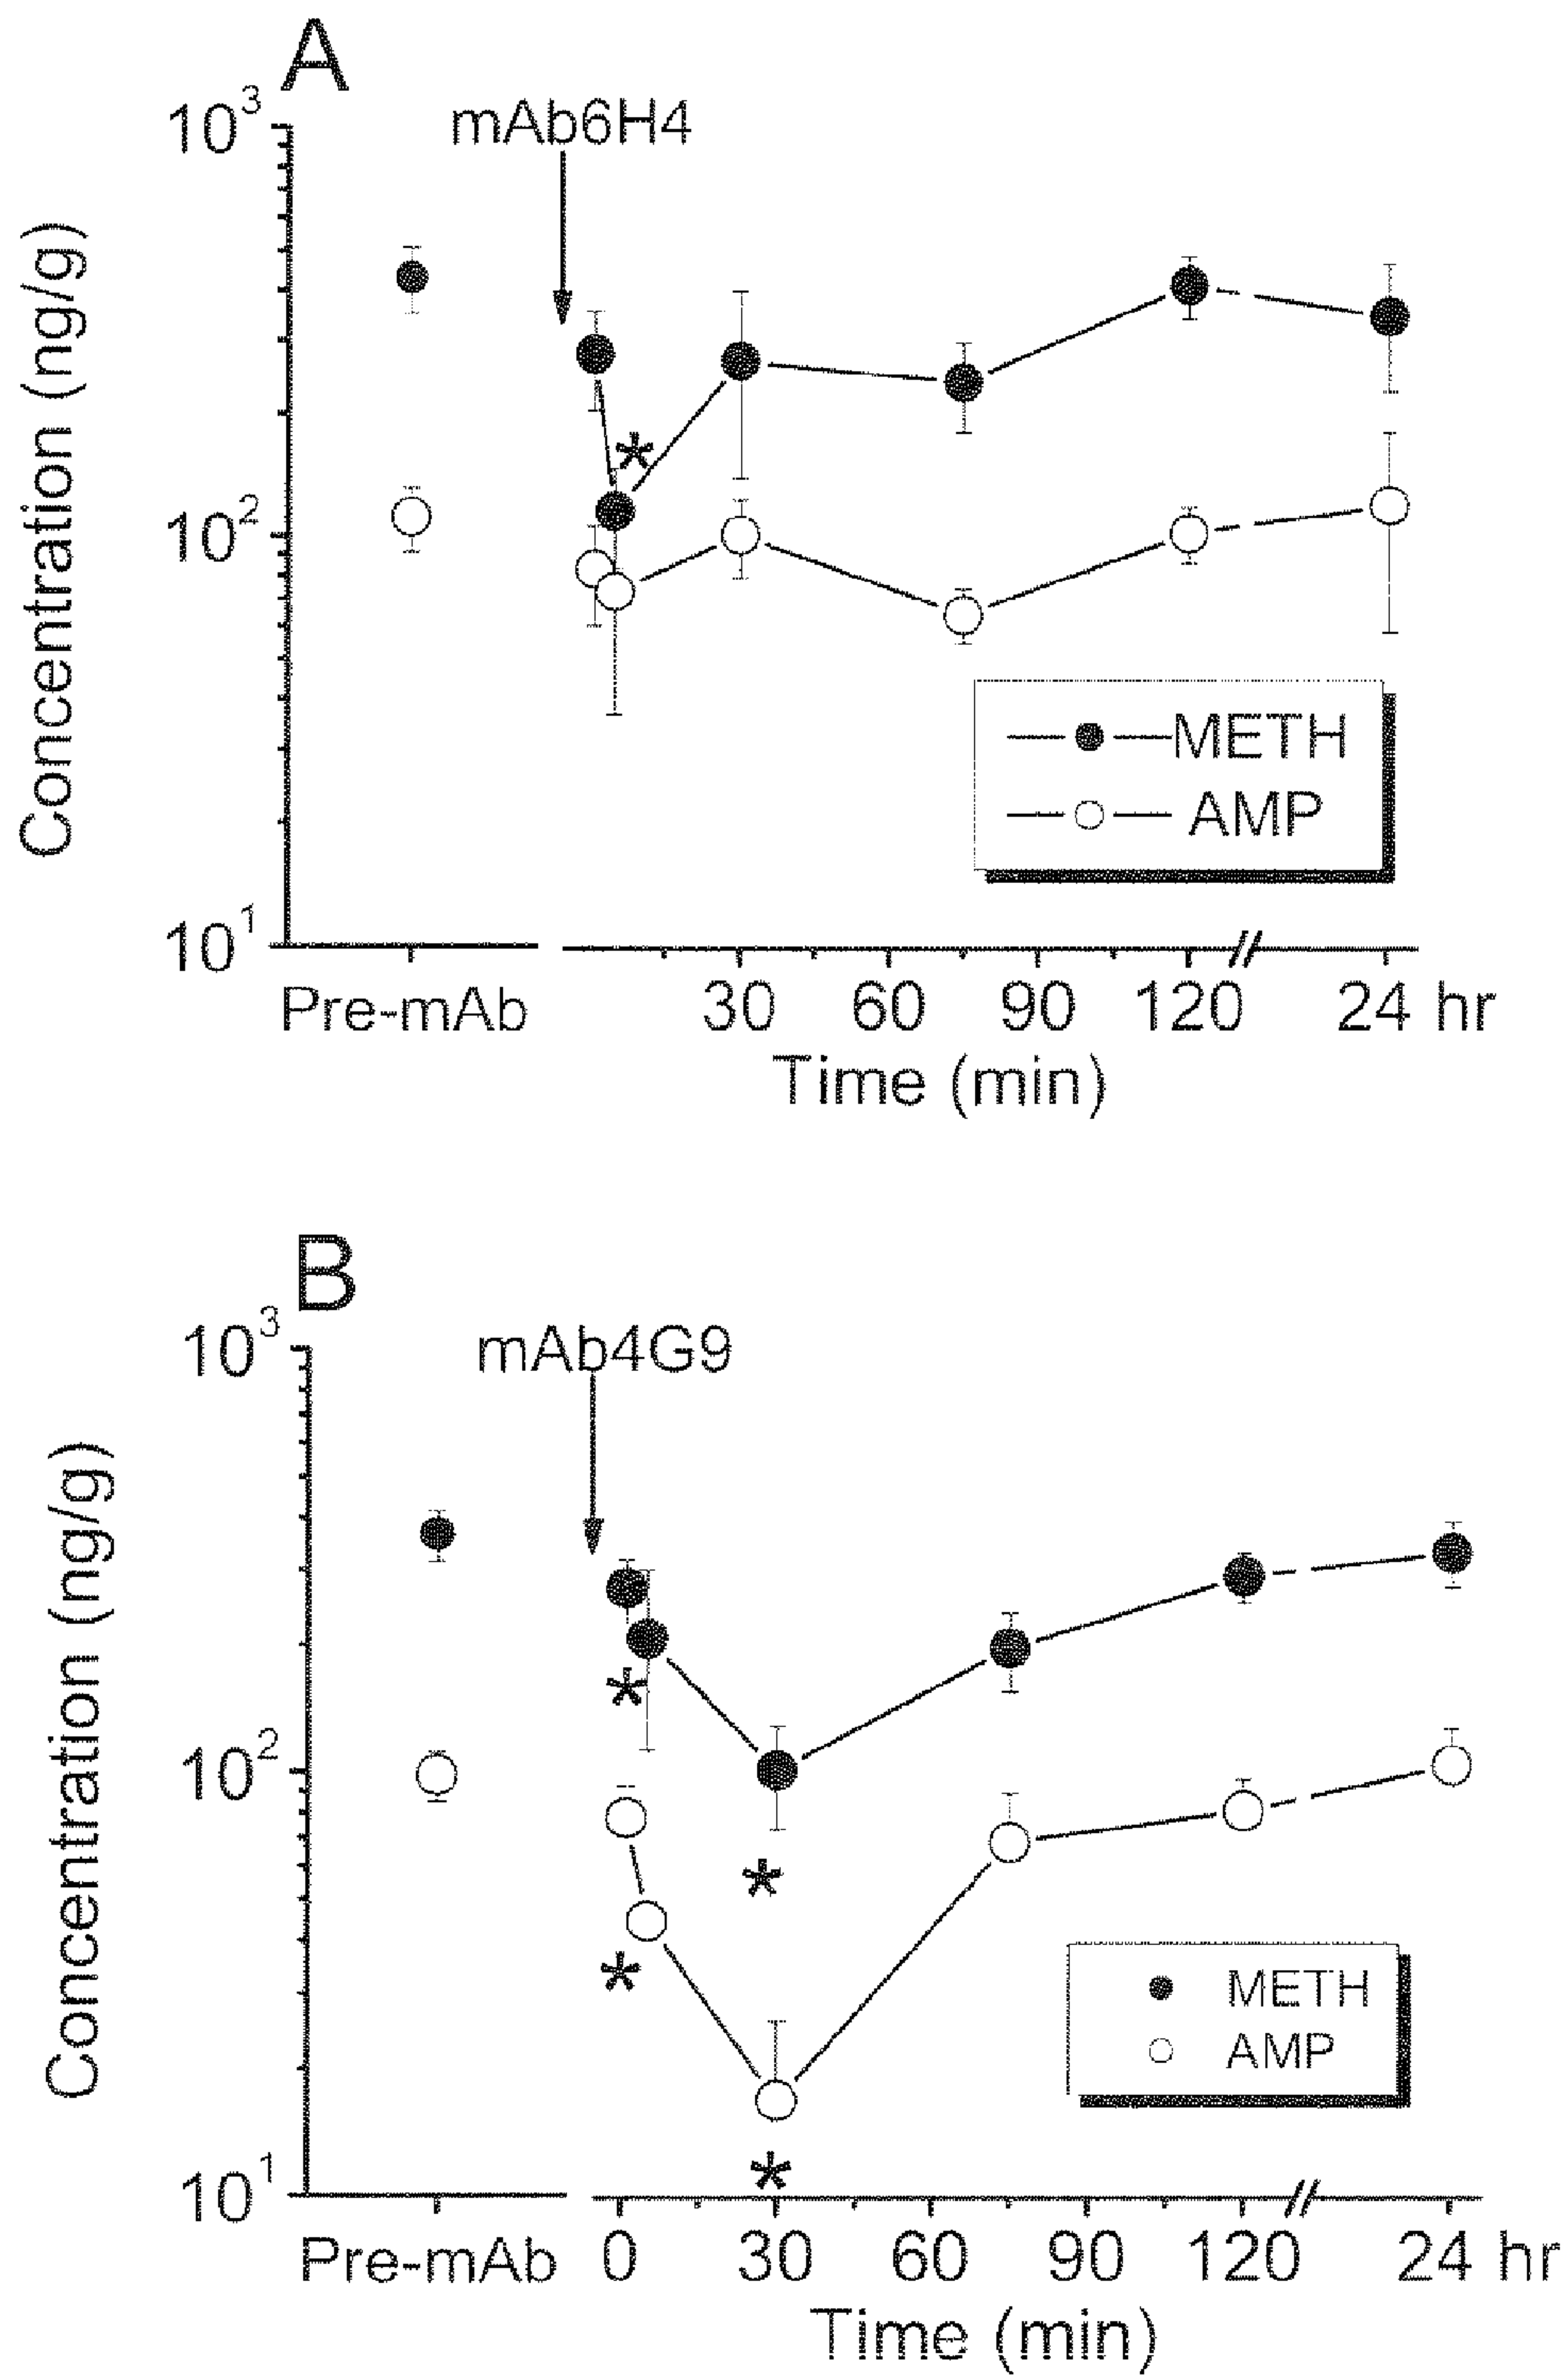 A
mAb6H4
10³
10²
10¹
Concentration (ng/g)
METH
AMP
Pre-mAb 30 60 90 120 24 hr
Time (min)
B
mAb4G9
10³
10²
10¹
Concentration (ng/g)
*
*
*
*
*
METH
AMP
Pre-mAb 0 30 60 90 120 24 hr
Time (min)